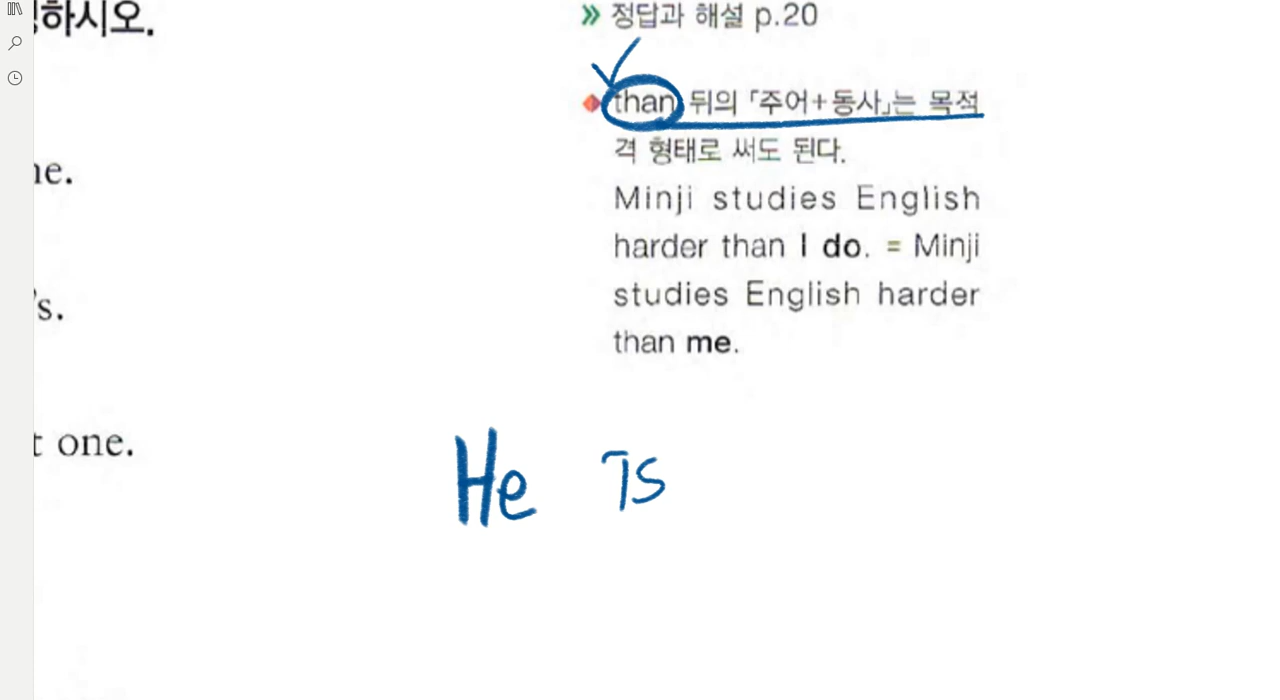 하시오.
» 정답과 해설 p.20
than 뒤의 「주어+동사」는 목적
격 형태로 써도 된다.
Minji studies English
harder than I do. = Minji
studies English harder
than me.
's.
one.
He is